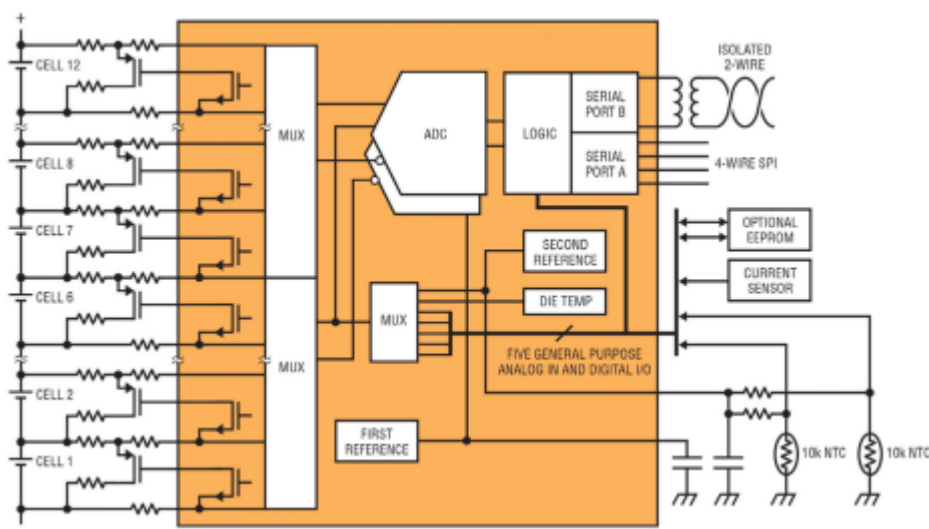 +
CELL 12
CELL 8
CELL 7
CELL 6
CELL 2
CELL 1
MUX
MUX
ADC
LOGIC
SERIAL
PORT B
SERIAL
PORT A
ISOLATED
2-WIRE
4-WIRE SPI
SECOND
REFERENCE
DIE TEMP
MUX
FIVE GENERAL PURPOSE
ANALOG IN AND DIGITAL I/O
FIRST
REFERENCE
OPTIONAL
EEPROM
CURRENT
SENSOR
10k NTC
10k NTC